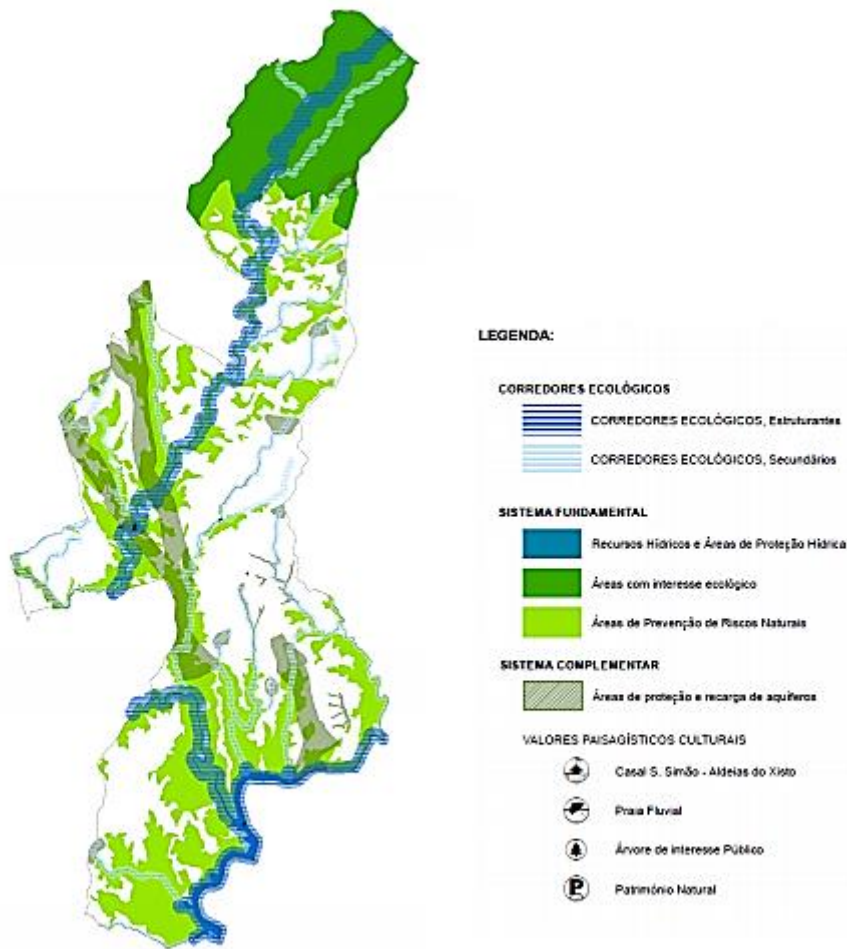 LEGENDA:
CORREDORES ECOLÓGICOS
CORREDORES ECOLÓGICOS, Estruturantes
CORREDORES ECOLÓGICOS, Secundários
SISTEMA FUNDAMENTAL
Recursos Hídricos e Áreas de Proteção Hídrica
Áreas com interesse ecológico
Áreas de Prevenção de Riscos Naturais
SISTEMA COMPLEMENTAR
Áreas de proteção e recarga de aquíferos
VALORES PAISAGÍSTICOS CULTURAIS
Casal S. Simão - Aldeias do Xisto
Praia Fluvial
Árvore de interesse Público
P Património Natural